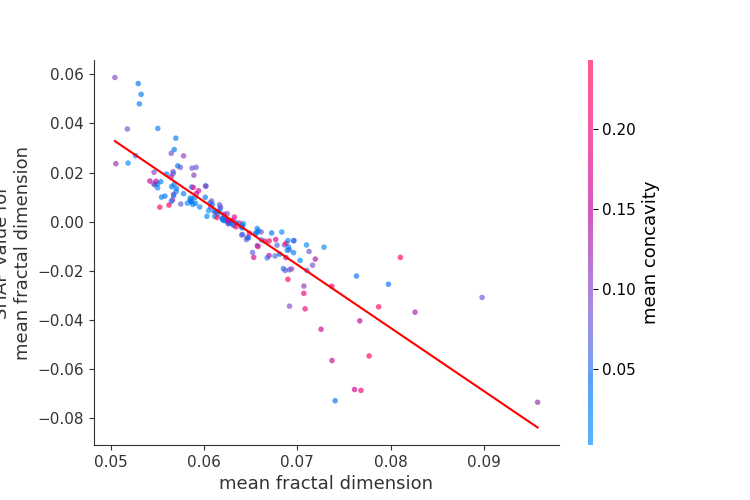 0.06
0.04
0.02
0.00
−0.02
−0.04
−0.06
−0.08
SHAP value for
mean fractal dimension
0.05 0.06 0.07 0.08 0.09
mean fractal dimension
0.20
0.15
0.10
0.05
mean concavity